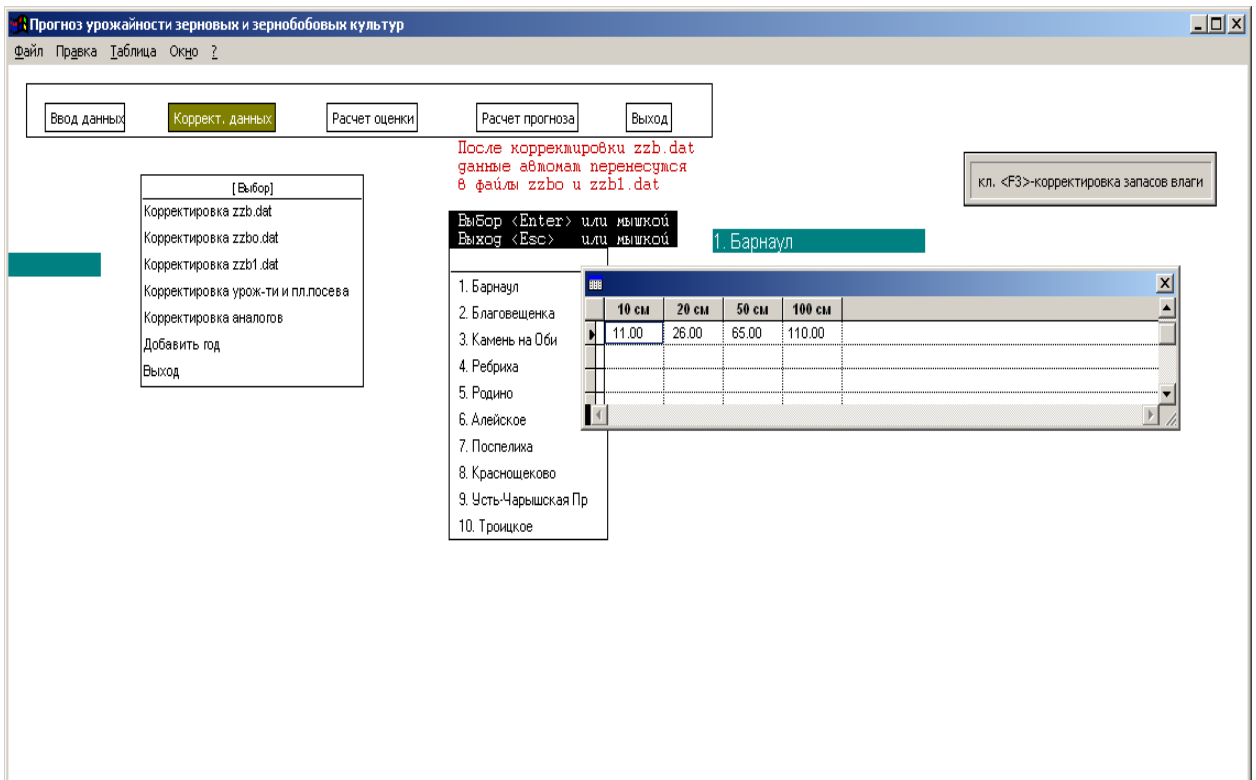 Прогноз урожайности зерновых и зернобобовых культур
Файл Правка Таблица Окно ?
Ввод данных
Коррект. данных
Расчет оценки
Расчет прогноза
Выход
После корректировки zzb.dat
данные автомат перенесутся
в файлы zzbo и zzb1.dat
кл. <F3>-корректировка запасов влаги
[Выбор]
Корректировка zzb.dat
Корректировка zzbo.dat
Корректировка zzb1.dat
Корректировка урож-ти и пл.посева
Корректировка аналогов
Добавить год
Выход
Выбор <Enter> или мышкой
Выход <Esc> или мышкой
1. Барнаул
1. Барнаул
2. Благовещенка
3. Камень на Оби
4. Ребриха
5. Родино
6. Алейское
7. Поспелиха
8. Краснощеково
9. Усть-Чарышская Пр
10. Троицкое
10 см 20 см 50 см 100 см
11.00 26.00 65.00 110.00